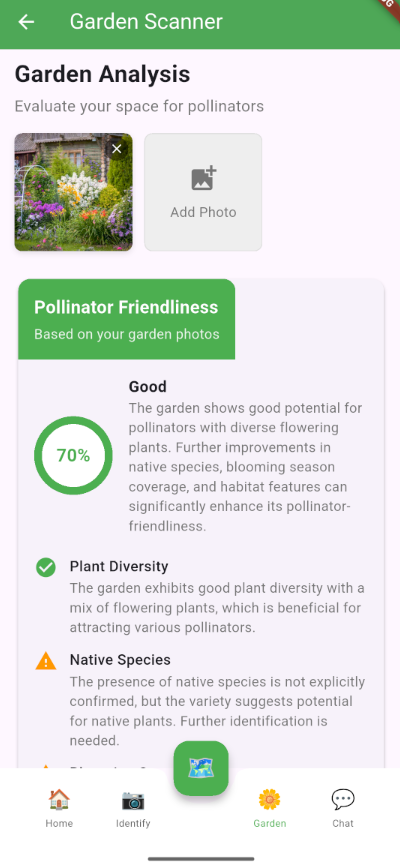 Garden Scanner
Garden Analysis
Evaluate your space for pollinators
Add Photo
Pollinator Friendliness
Based on your garden photos
70%
Good
The garden shows good potential for
pollinators with diverse flowering
plants. Further improvements in
native species, blooming season
coverage, and habitat features can
significantly enhance its pollinator-
friendliness.
Plant Diversity
The garden exhibits good plant diversity with a
mix of flowering plants, which is beneficial for
attracting various pollinators.
Native Species
The presence of native species is not explicitly
confirmed, but the variety suggests potential
for native plants. Further identification is
needed.
Home
Identify
Garden
Chat